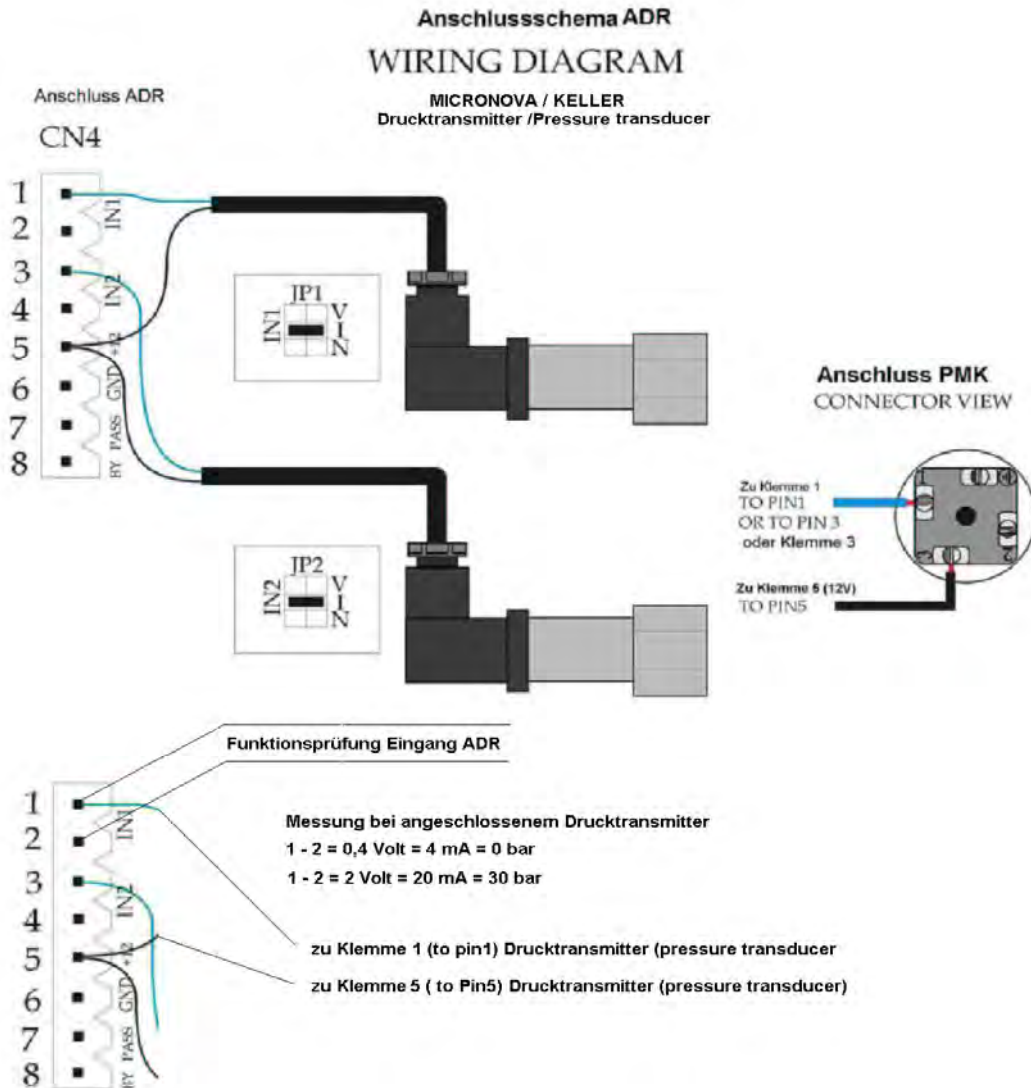 Anschlussschema ADR
WIRING DIAGRAM
MICRONOVA / KELLER
Drucktransmitter /Pressure transducer
Anschluss ADR
CN4
1
2
3
4
5
6
7
8
IN1
IN2
+12
GND
BY PASS
JP1
IN1
V
I
N
JP2
IN2
V
I
N
Anschluss PMK
CONNECTOR VIEW
Zu Klemme 1
TO PIN1
OR TO PIN 3
oder Klemme 3
Zu Klemme 5 (12V)
TO PIN5
1
2
3
Funktionsprüfung Eingang ADR
1
2
3
4
5
6
7
8
IN1
IN2
+12
GND
BY PASS
Messung bei angeschlossenem Drucktransmitter
1 - 2 = 0,4 Volt = 4 mA = 0 bar
1 - 2 = 2 Volt = 20 mA = 30 bar
zu Klemme 1 (to pin1) Drucktransmitter (pressure transducer
zu Klemme 5 ( to Pin5) Drucktransmitter (pressure transducer)